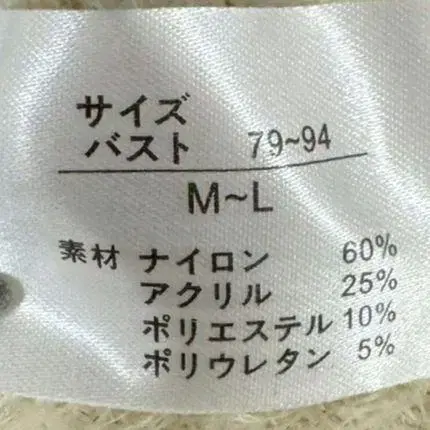 サイズ
バスト 79~94
M~L
素材 ナイロン 60%
アクリル 25%
ポリエステル 10%
ポリウレタン 5%